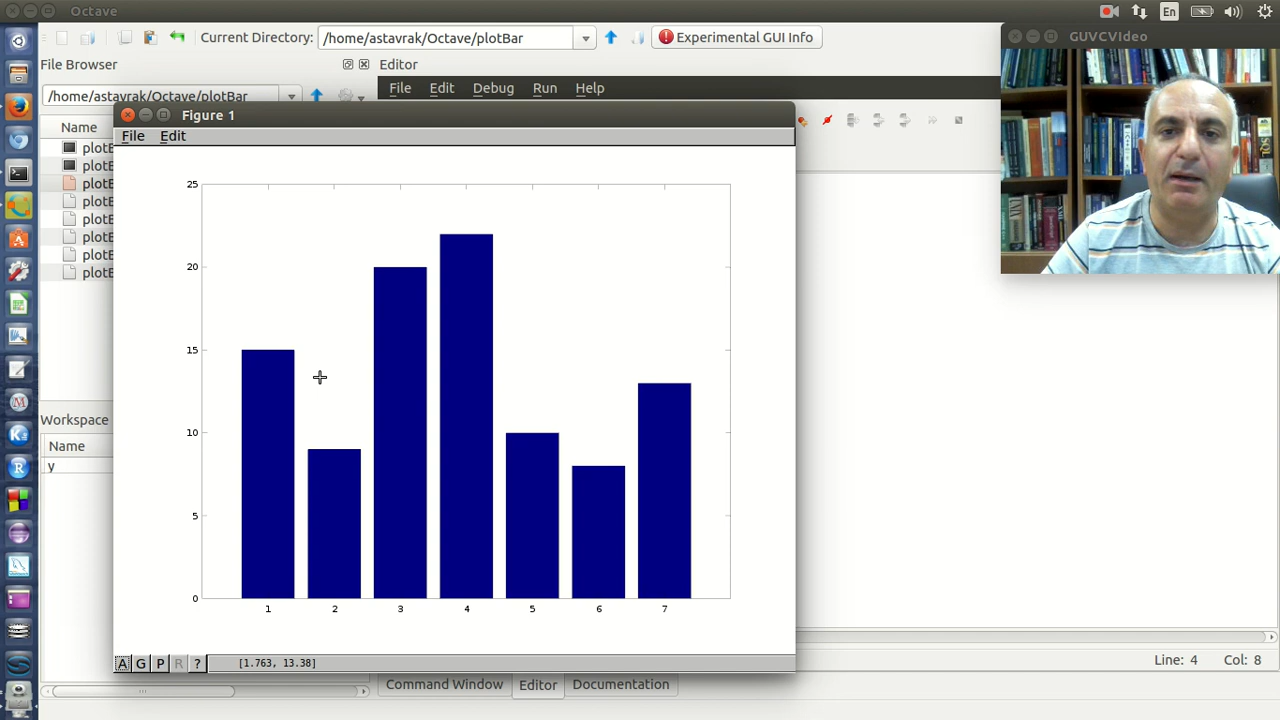 Octave
En
Current Directory: /home/astavrak/Octave/plotBar
Experimental GUI Info
GUVCVIdeo
File Browser
Editor
/home/astavrak/Octave/plotBar
File Edit Debug Run Help
Figure 1
File Edit
Name
plotB
plotB
plotB
plotB
plotB
plotB
plotB
plotB
25
20
15
10
5
0
1 2 3 4 5 6 7
Workspace
Name
y
A G P R ? [1.763, 13.38]
Line: 4 Col: 8
Command Window Editor Documentation